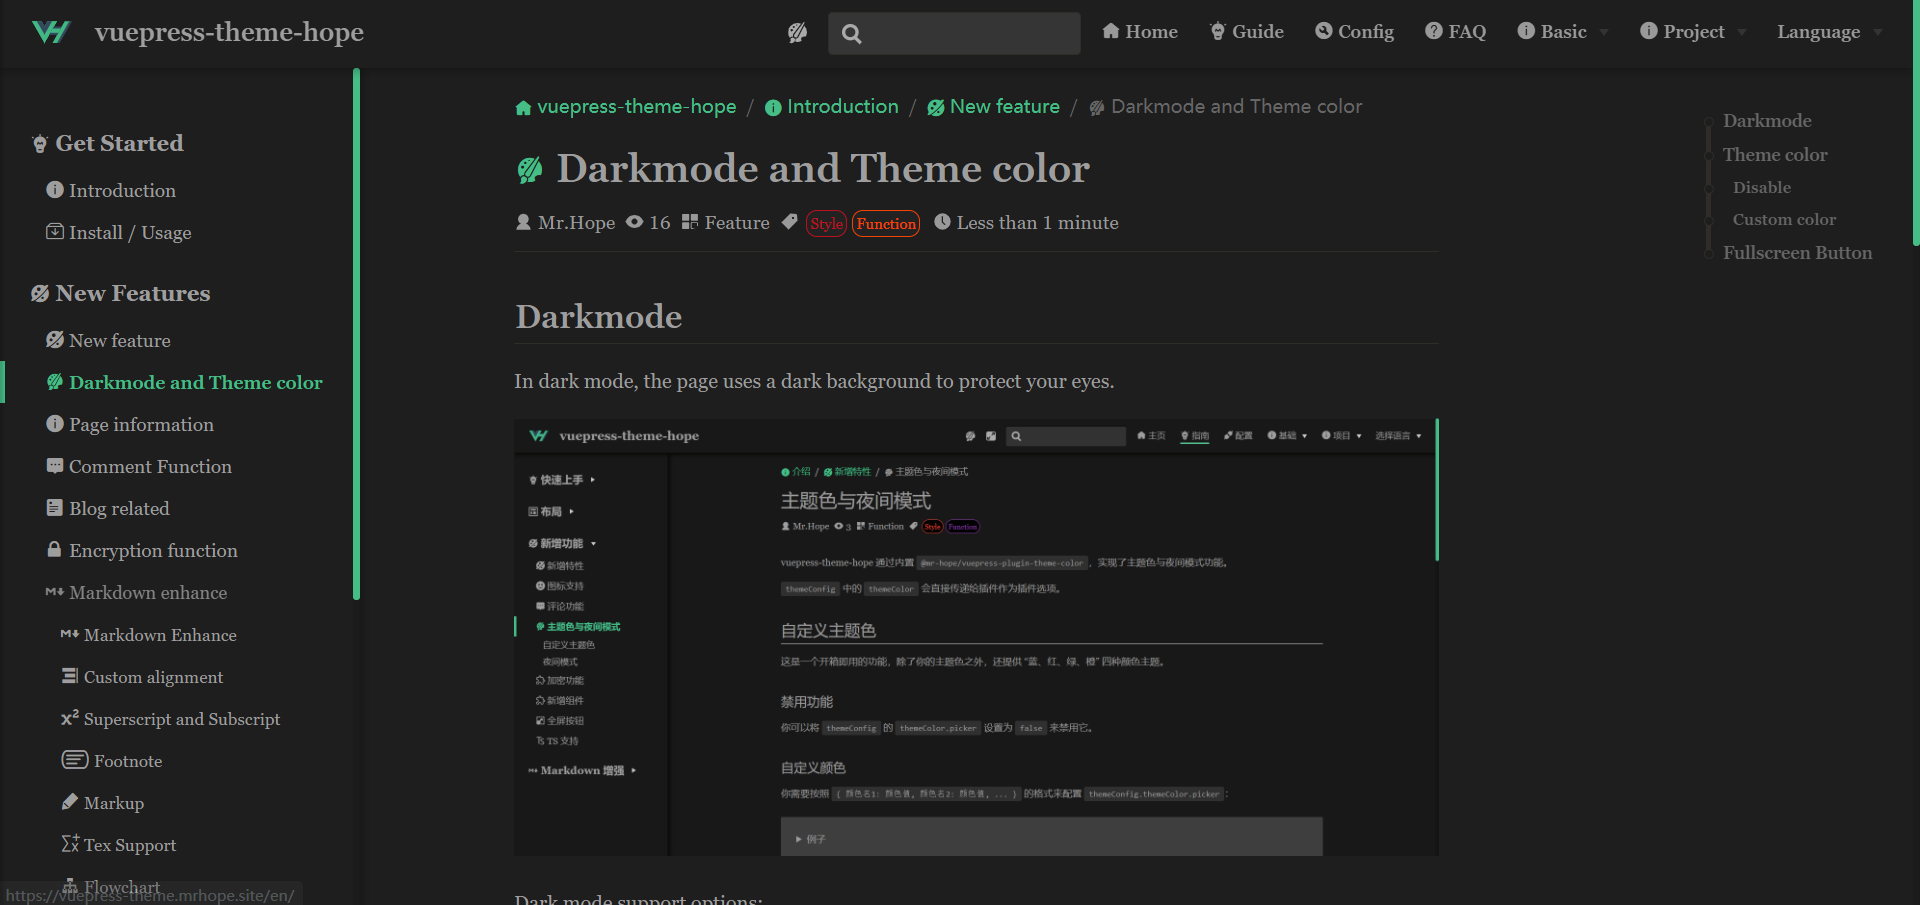 vuepress-theme-hope
Home
Guide
Config
FAQ
Basic
Project
Language
Get Started
Introduction
Install / Usage
New Features
New feature
Darkmode and Theme color
Page information
Comment Function
Blog related
Encryption function
Markdown enhance
Markdown Enhance
Custom alignment
Superscript and Subscript
Footnote
Markup
Tex Support
Flowchart
https://vuepress-theme.mrhope.site/en/
vuepress-theme-hope / Introduction / New feature / Darkmode and Theme color
Darkmode and Theme color
Mr.Hope 16 Feature Style Function Less than 1 minute
Darkmode
In dark mode, the page uses a dark background to protect your eyes.
vuepress-theme-hope
主页
指南
配置
基础
项目
选择语言
快速上手
布局
新增功能
新增特性
图标支持
评论功能
主题色与夜间模式
自定义主题色
夜间模式
加密功能
新增组件
全屏按钮
TS 支持
Markdown 增强
介绍 / 新增特性 / 主题色与夜间模式
主题色与夜间模式
Mr.Hope 3 Function Style Function
vuepress-theme-hope 通过内置 @mr-hope/vuepress-plugin-theme-color，实现了主题色与夜间模式功能。
themeConfig 中的 themeColor 会直接传递给插件作为插件选项。
自定义主题色
这是一个开箱即用的功能，除了你的主题色之外，还提供 “蓝、红、绿、橙” 四种颜色主题。
禁用功能
你可以将 themeConfig 的 themeColor.picker 设置为 false 来禁用它。
自定义颜色
你需要按照 { 颜色名1: 颜色值, 颜色名2: 颜色值, ... } 的格式来配置 themeConfig.themeColor.picker：
例子
Dark mode support options:
Darkmode
Theme color
Disable
Custom color
Fullscreen Button